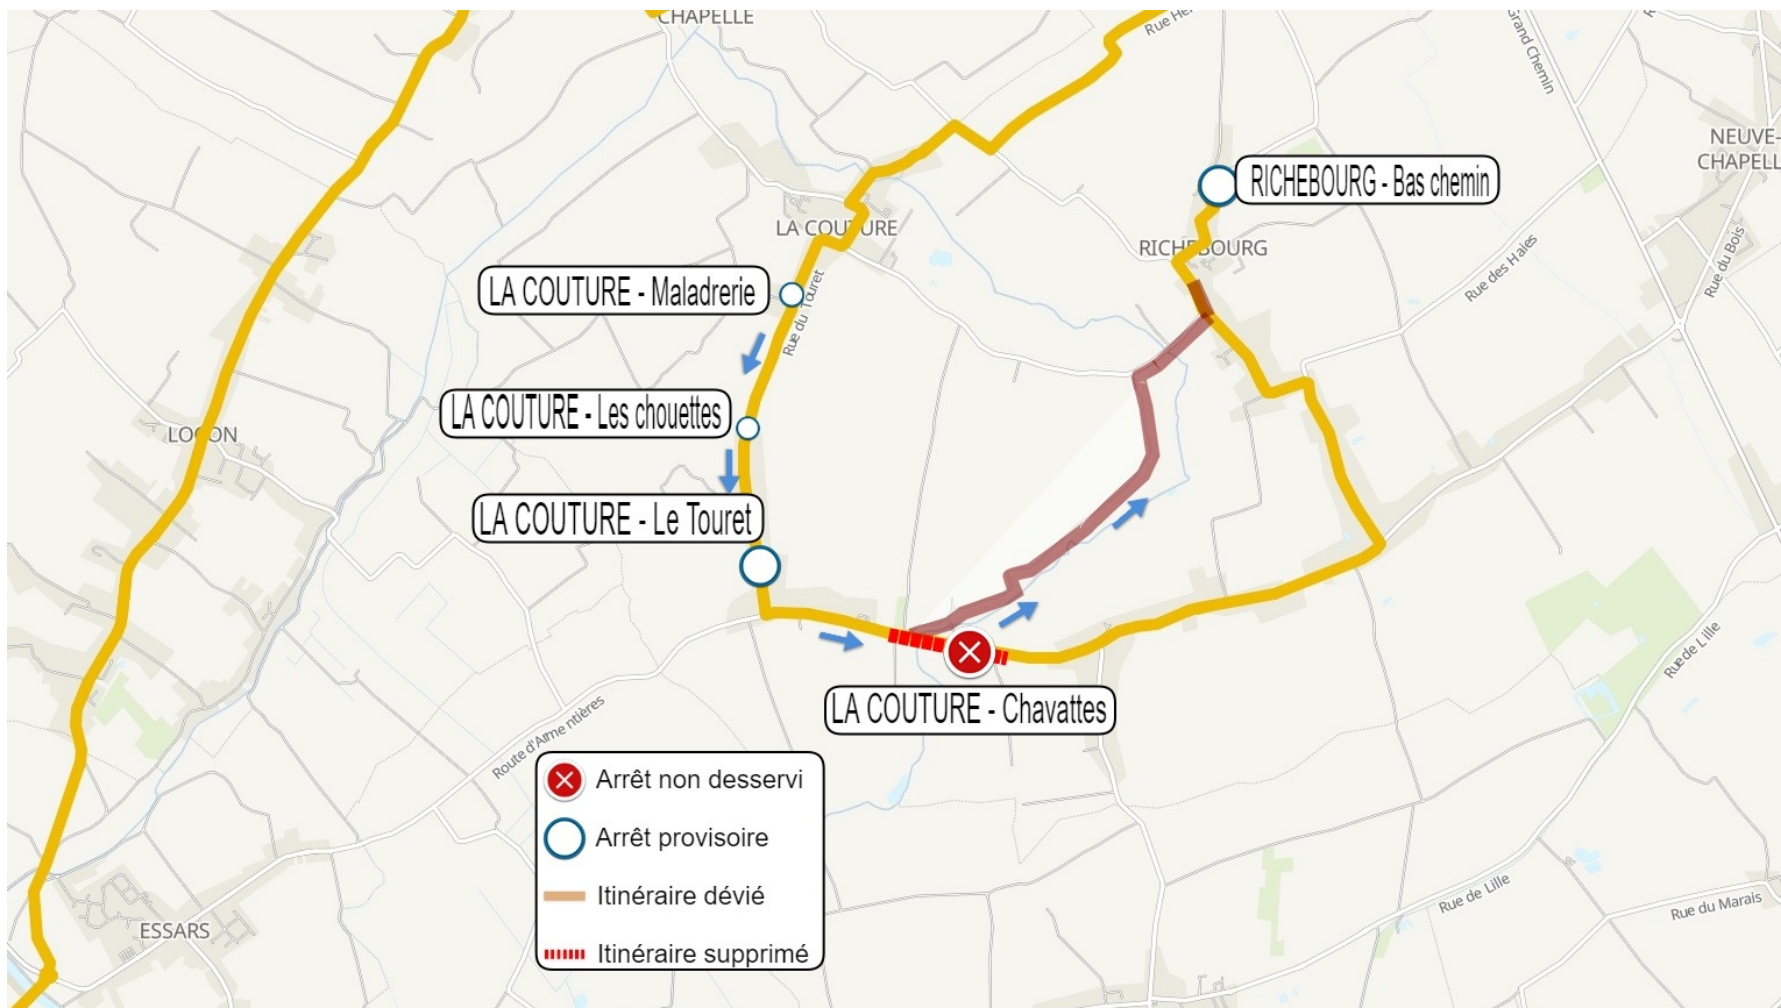 CHAPELLE
Rue He
Grand Chemin
NEUVE-
CHAPELL
RICHEBOURG - Bas chemin
LA COUTURE
RICHEBOURG
Rue des Haies
Rue du Bois
LA COUTURE - Maladrerie
Rue du Touret
LA COUTURE - Les chouettes
LOCON
LA COUTURE - Le Touret
Rue de Lille
LA COUTURE - Chavattes
Route d'Armentières
Arrêt non desservi
Arrêt provisoire
Itinéraire dévié
Itinéraire supprimé
ESSARS
Rue de Lille
Rue du Marais